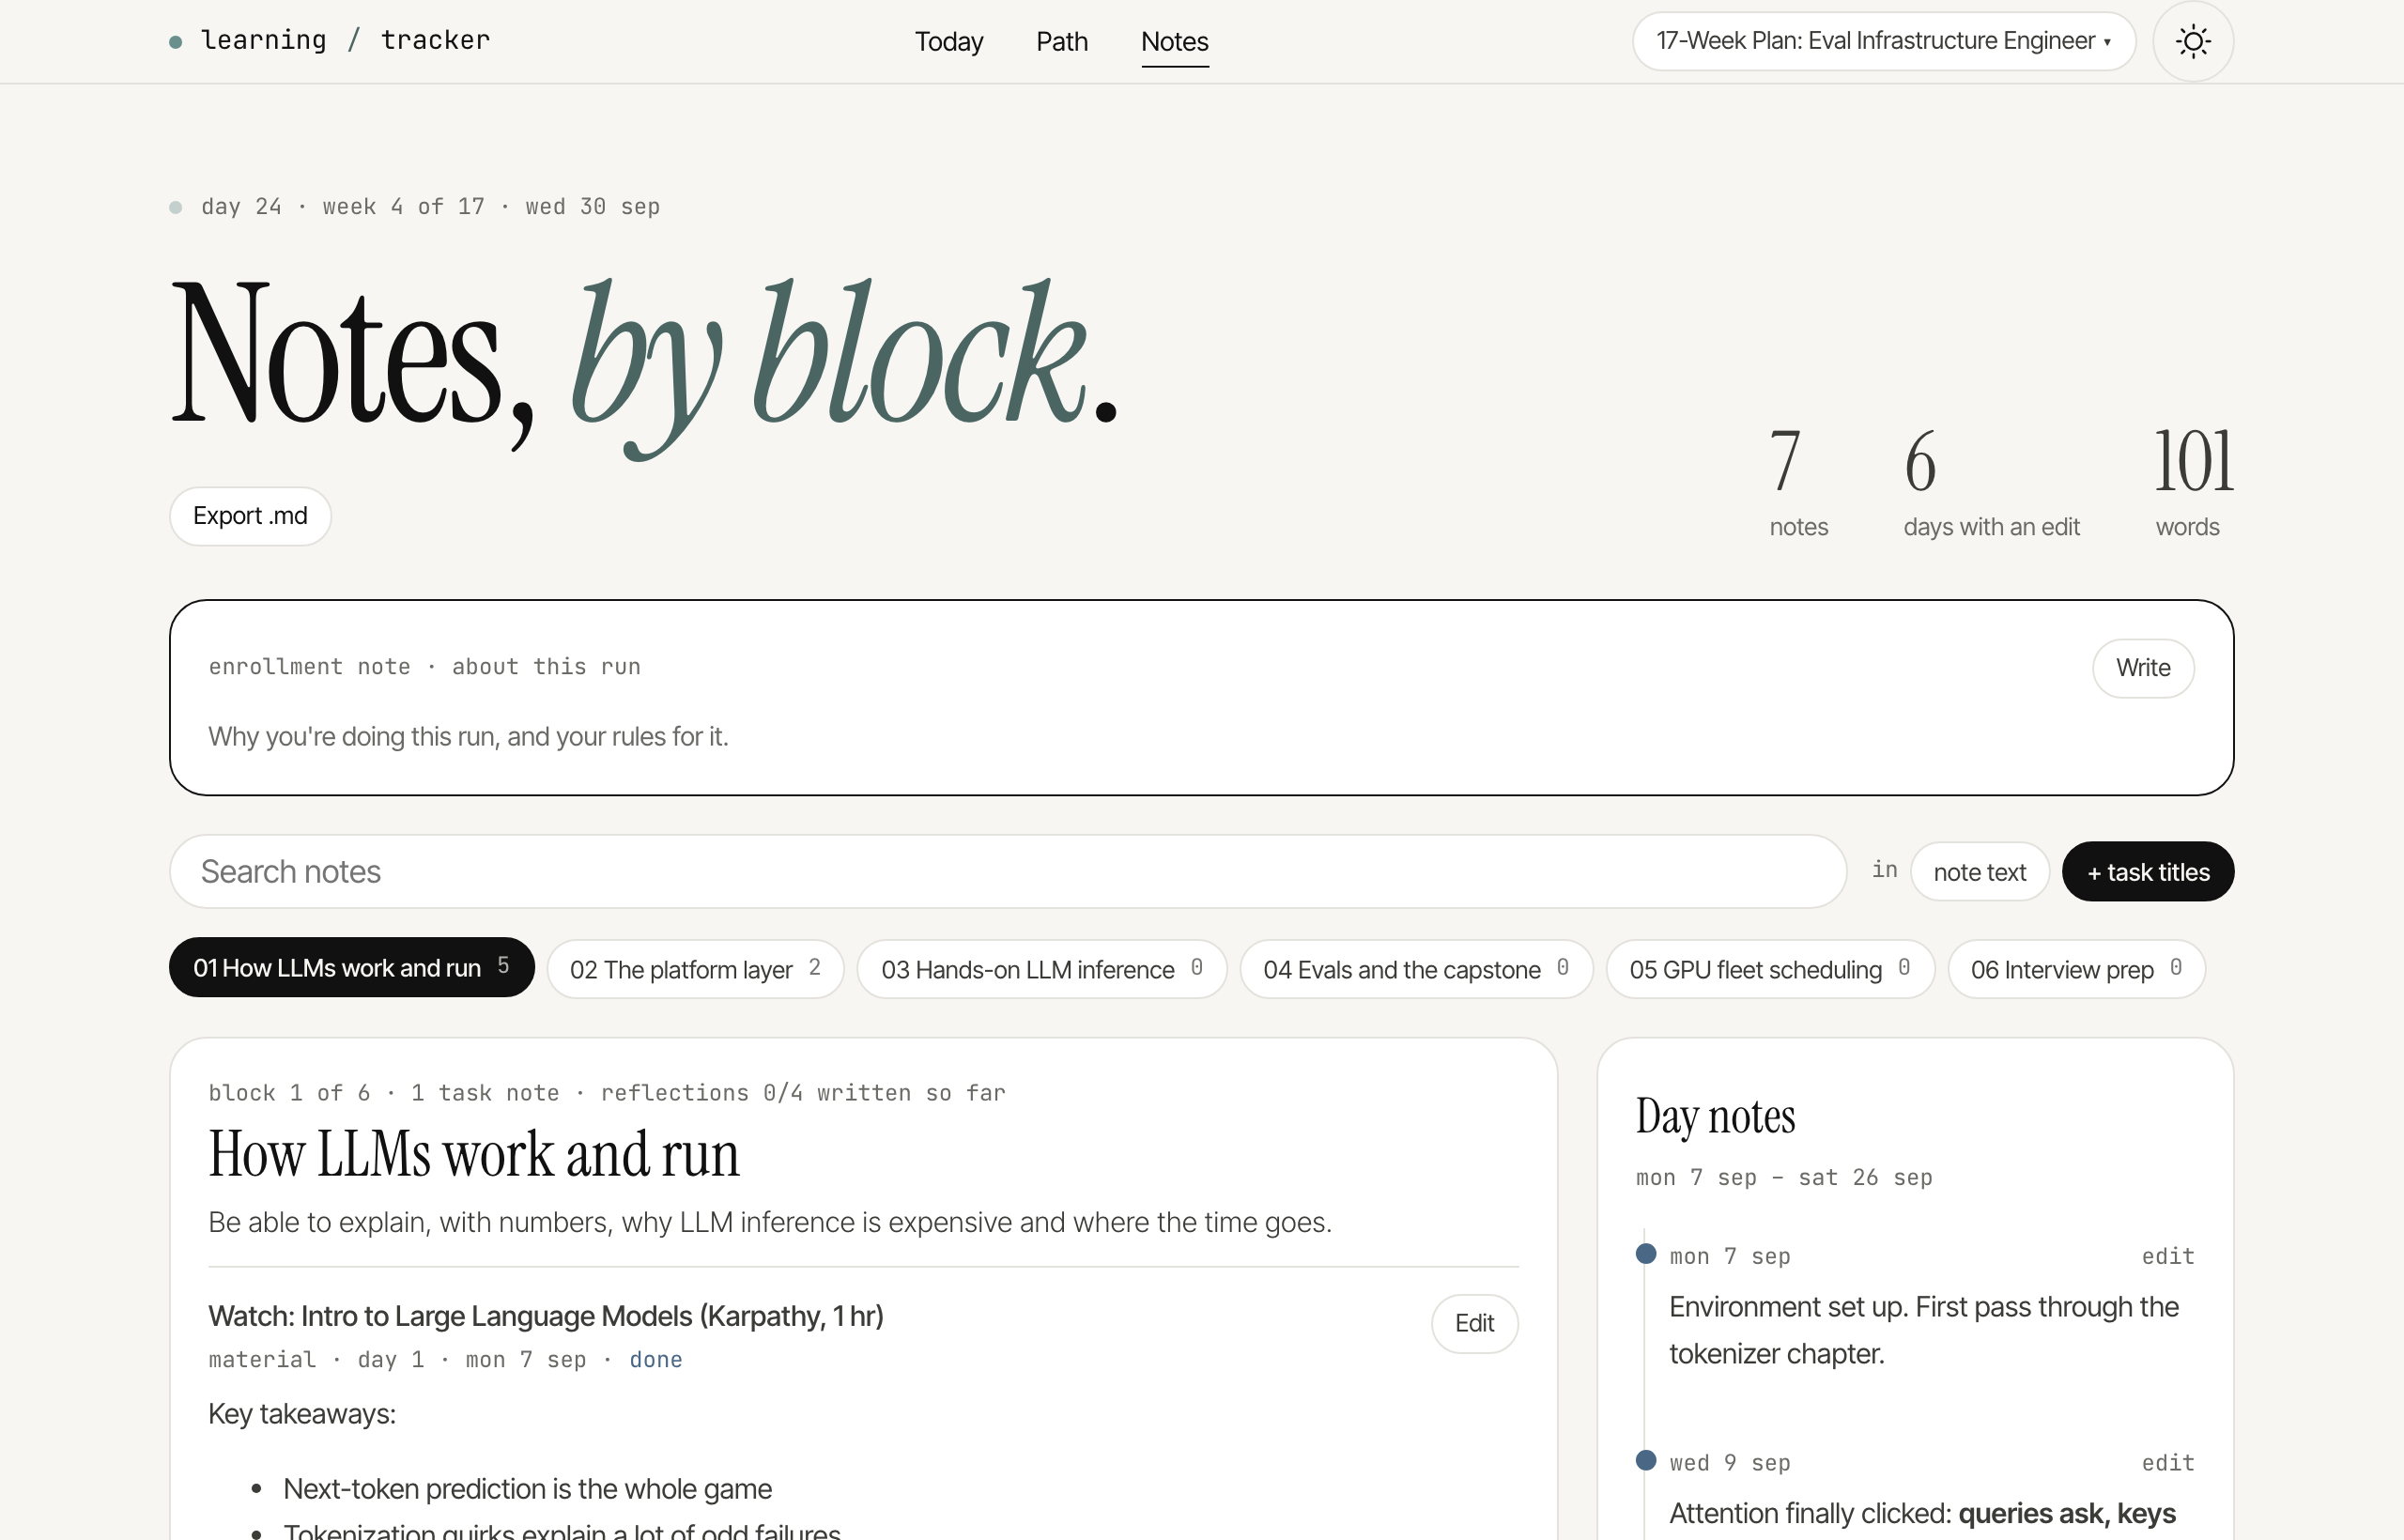 learning / tracker
Today Path Notes
17-Week Plan: Eval Infrastructure Engineer ▾
day 24 · week 4 of 17 · wed 30 sep
Notes, by block.
7 notes
6 days with an edit
101 words
Export .md
enrollment note · about this run
Write
Why you're doing this run, and your rules for it.
Search notes
in note text + task titles
01 How LLMs work and run 5
02 The platform layer 2
03 Hands-on LLM inference 0
04 Evals and the capstone 0
05 GPU fleet scheduling 0
06 Interview prep 0
block 1 of 6 · 1 task note · reflections 0/4 written so far
How LLMs work and run
Be able to explain, with numbers, why LLM inference is expensive and where the time goes.
Watch: Intro to Large Language Models (Karpathy, 1 hr)
Edit
material · day 1 · mon 7 sep · done
Key takeaways:
• Next-token prediction is the whole game
• Tokenization quirks explain a lot of odd failures
Day notes
mon 7 sep – sat 26 sep
mon 7 sep edit
Environment set up. First pass through the
tokenizer chapter.
wed 9 sep edit
Attention finally clicked: queries ask, keys